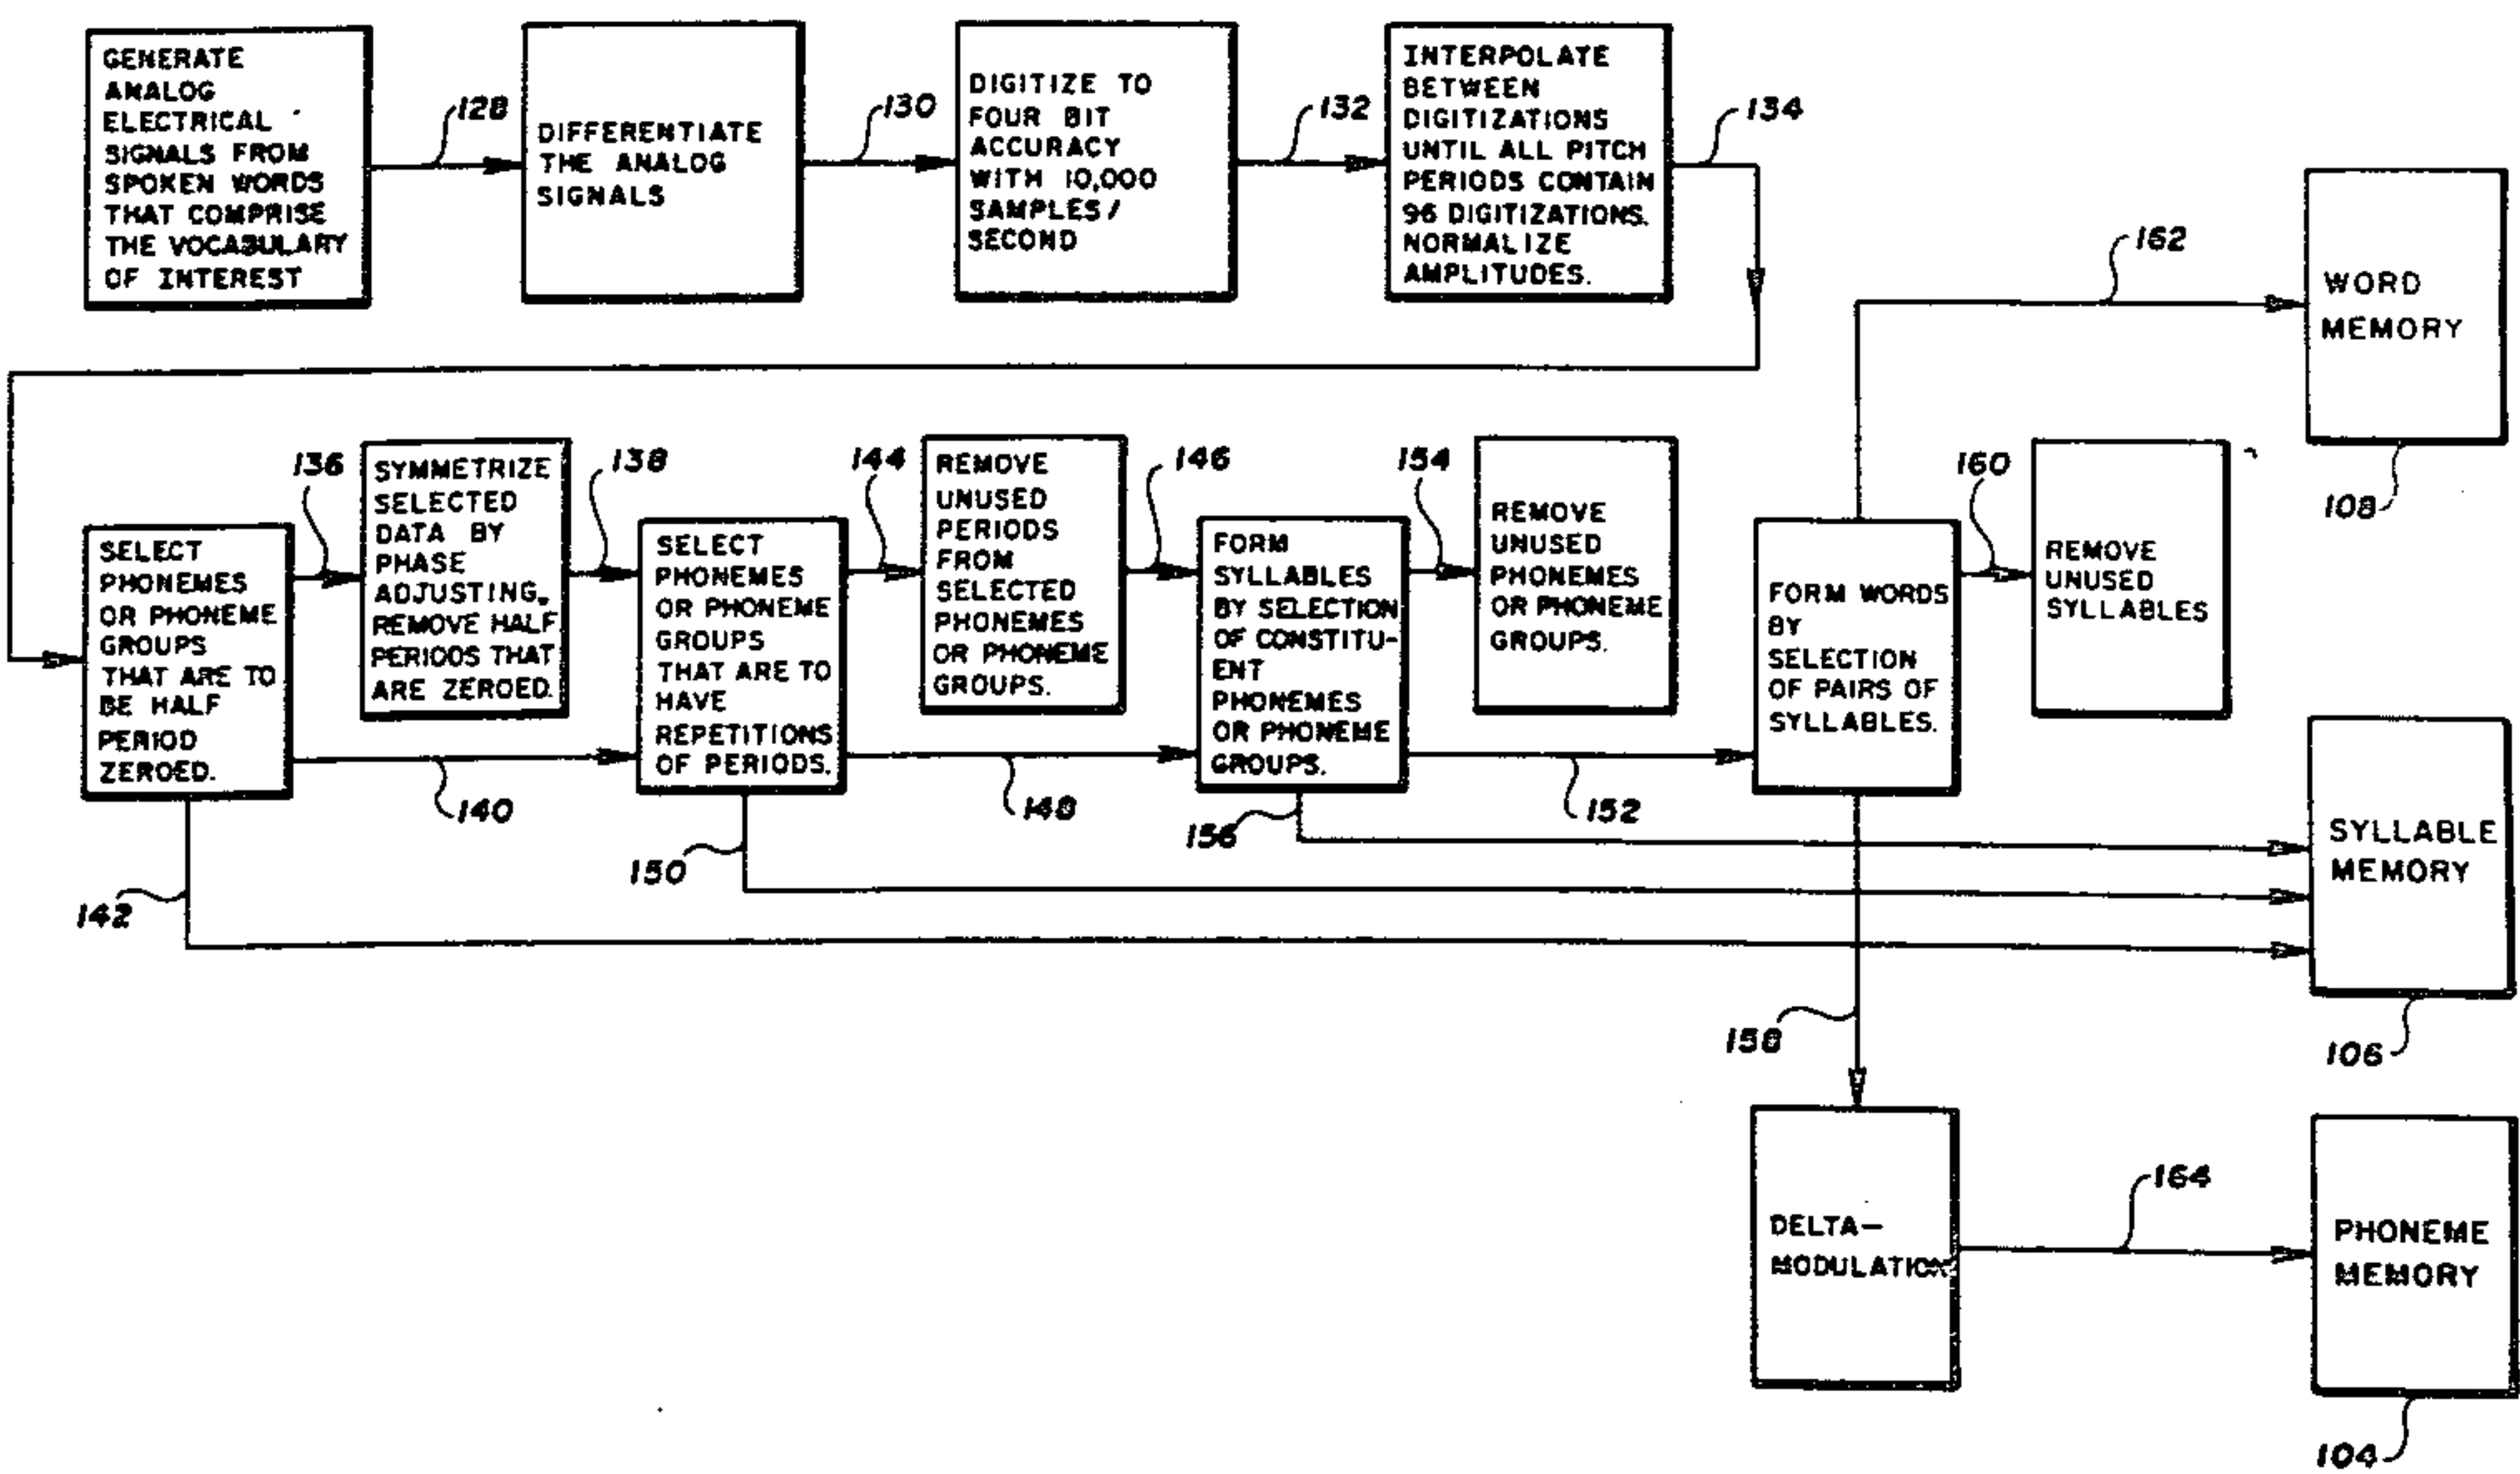 GENERATE
ANALOG
ELECTRICAL
SIGNALS FROM
SPOKEN WORDS
THAT COMPRISE
THE VOCABULARY
OF INTEREST
128
DIFFERENTIATE
THE ANALOG
SIGNALS
130
DIGITIZE TO
FOUR BIT
ACCURACY
WITH 10,000
SAMPLES/
SECOND
132
INTERPOLATE
BETWEEN
DIGITIZATIONS
UNTIL ALL PITCH
PERIODS CONTAIN
96 DIGITIZATIONS.
NORMALIZE
AMPLITUDES.
134
162
WORD
MEMORY
108
SELECT
PHONEMES
OR PHONEME
GROUPS
THAT ARE TO
BE HALF
PERIOD
ZEROED.
136
SYMMETRIZE
SELECTED
DATA BY
PHASE
ADJUSTING.
REMOVE HALF
PERIODS THAT
ARE ZEROED.
138
140
142
SELECT
PHONEMES
OR PHONEME
GROUPS
THAT ARE TO
HAVE
REPETITIONS
OF PERIODS.
144
REMOVE
UNUSED
PERIODS
FROM
SELECTED
PHONEMES
OR PHONEME
GROUPS.
146
148
150
FORM
SYLLABLES
BY SELECTION
OF CONSTITU-
ENT
PHONEMES
OR PHONEME
GROUPS.
154
REMOVE
UNUSED
PHONEMES
OR PHONEME
GROUPS.
152
156
FORM WORDS
BY
SELECTION
OF PAIRS OF
SYLLABLES.
160
REMOVE
UNUSED
SYLLABLES
SYLLABLE
MEMORY
106
158
DELTA-
MODULATION
164
PHONEME
MEMORY
104